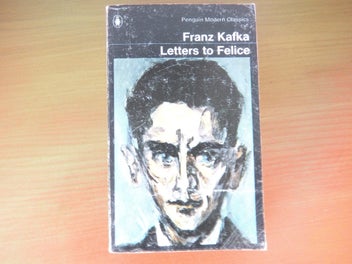 Penguin Modern Classics
Franz Kafka
Letters to Felice